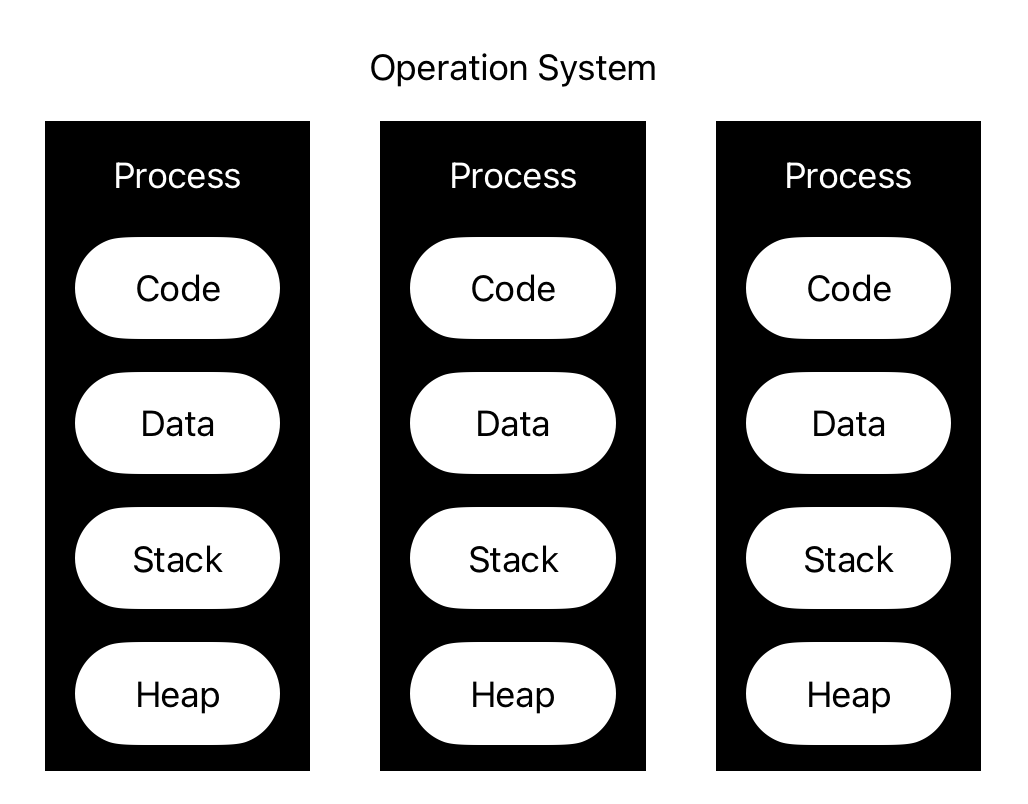 Operation System
Process
Code
Data
Stack
Heap
Process
Code
Data
Stack
Heap
Process
Code
Data
Stack
Heap